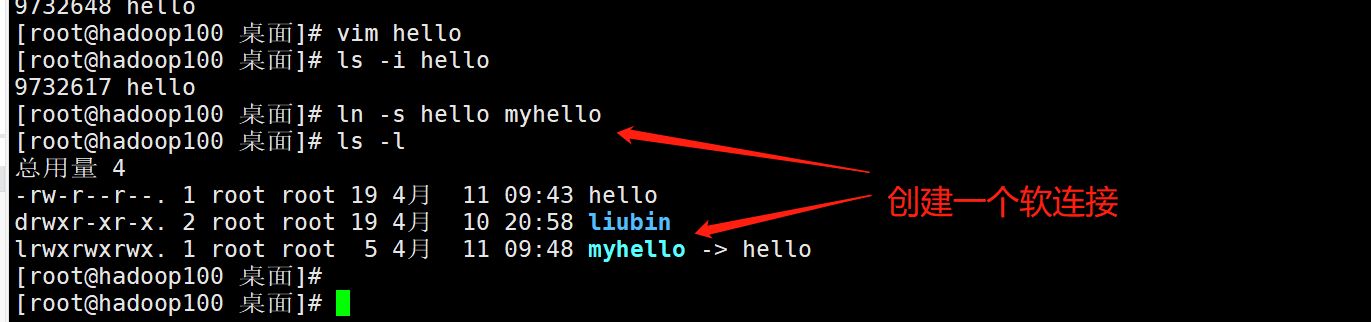 9732648 hello
[root@hadoop100 桌面]# vim hello
[root@hadoop100 桌面]# ls -i hello
9732617 hello
[root@hadoop100 桌面]# ln -s hello myhello
[root@hadoop100 桌面]# ls -l
总用量 4
-rw-r--r--. 1 root root 19 4月  11 09:43 hello
drwxr-xr-x. 2 root root 19 4月  10 20:58 liubin
创建一个软连接
lrwxrwxrwx. 1 root root  5 4月  11 09:48 myhello -> hello
[root@hadoop100 桌面]#
[root@hadoop100 桌面]#